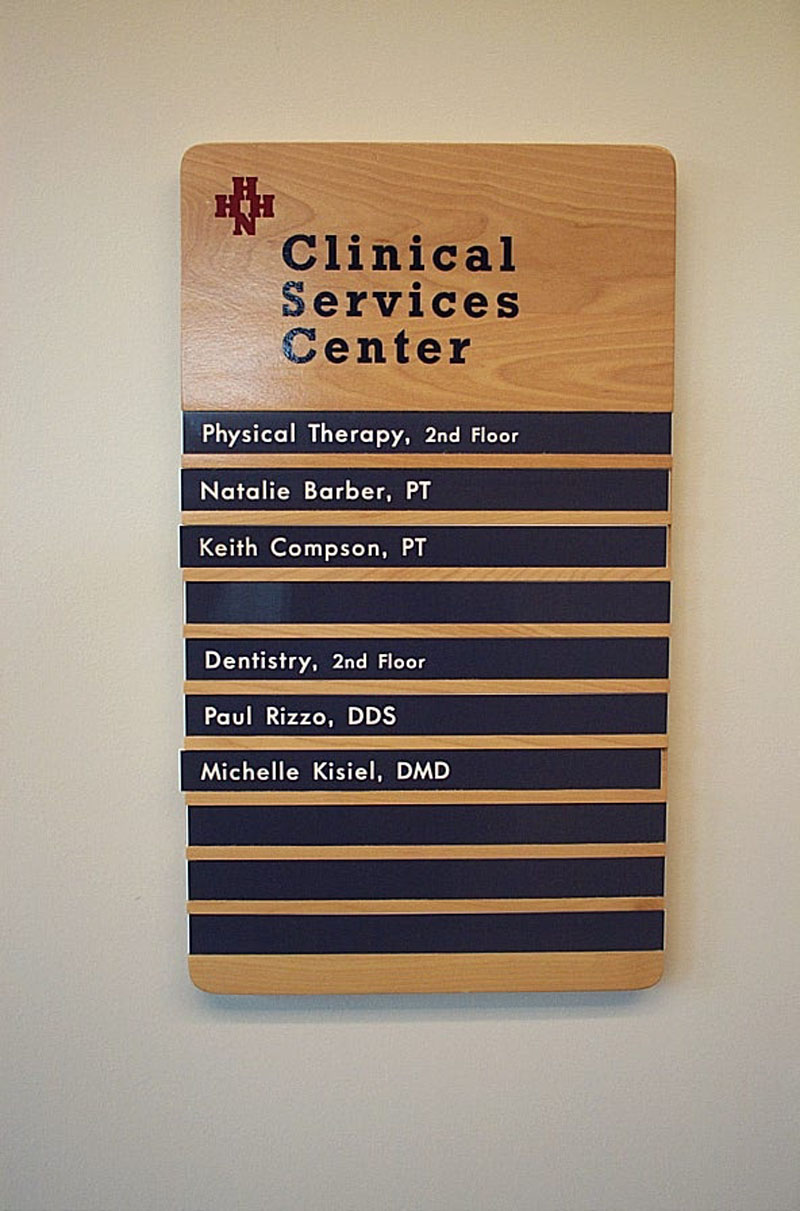 H
H H
N
Clinical
Services
Center
Physical Therapy, 2nd Floor
Natalie Barber, PT
Keith Compson, PT
Dentistry, 2nd Floor
Paul Rizzo, DDS
Michelle Kisiel, DMD